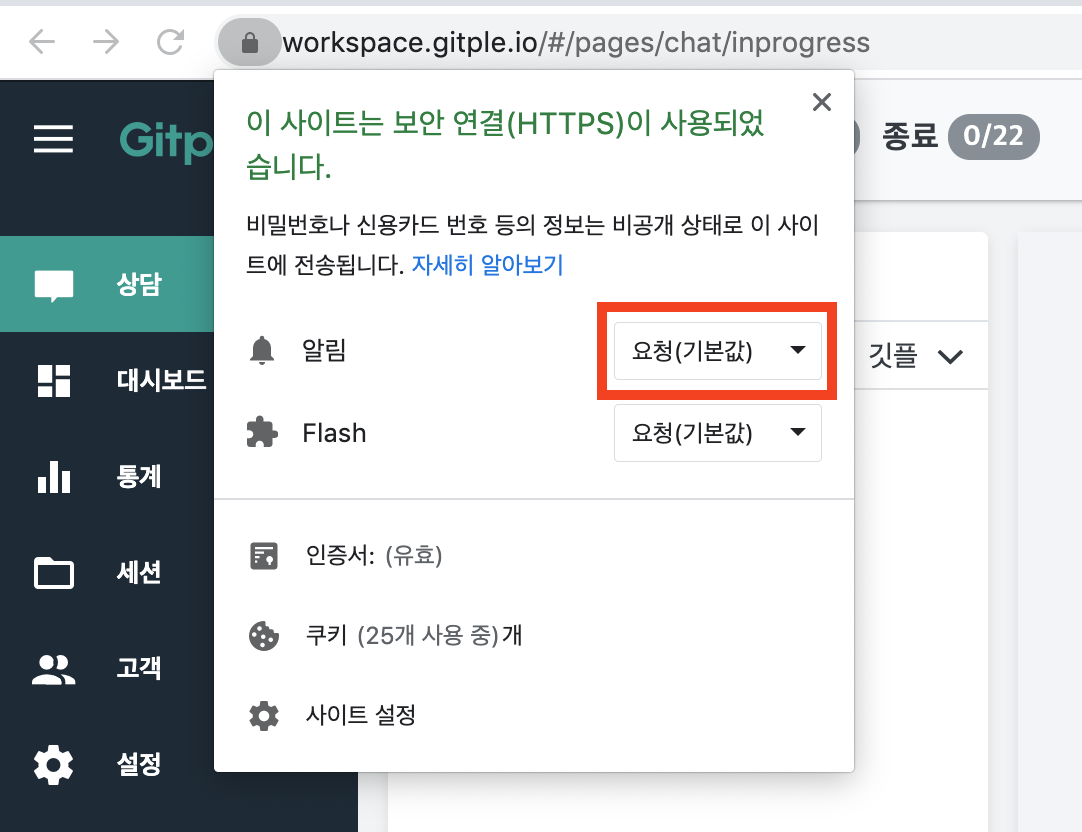 workspace.gitple.io/#/pages/chat/inprogress
Gitp
종료 0/22
이 사이트는 보안 연결(HTTPS)이 사용되었
습니다.
비밀번호나 신용카드 번호 등의 정보는 비공개 상태로 이 사이
트에 전송됩니다. 자세히 알아보기
알림 요청(기본값)
Flash 요청(기본값)
인증서: (유효)
쿠키 (25개 사용 중)개
사이트 설정
상담
대시보드
통계
세션
고객
설정
깃플